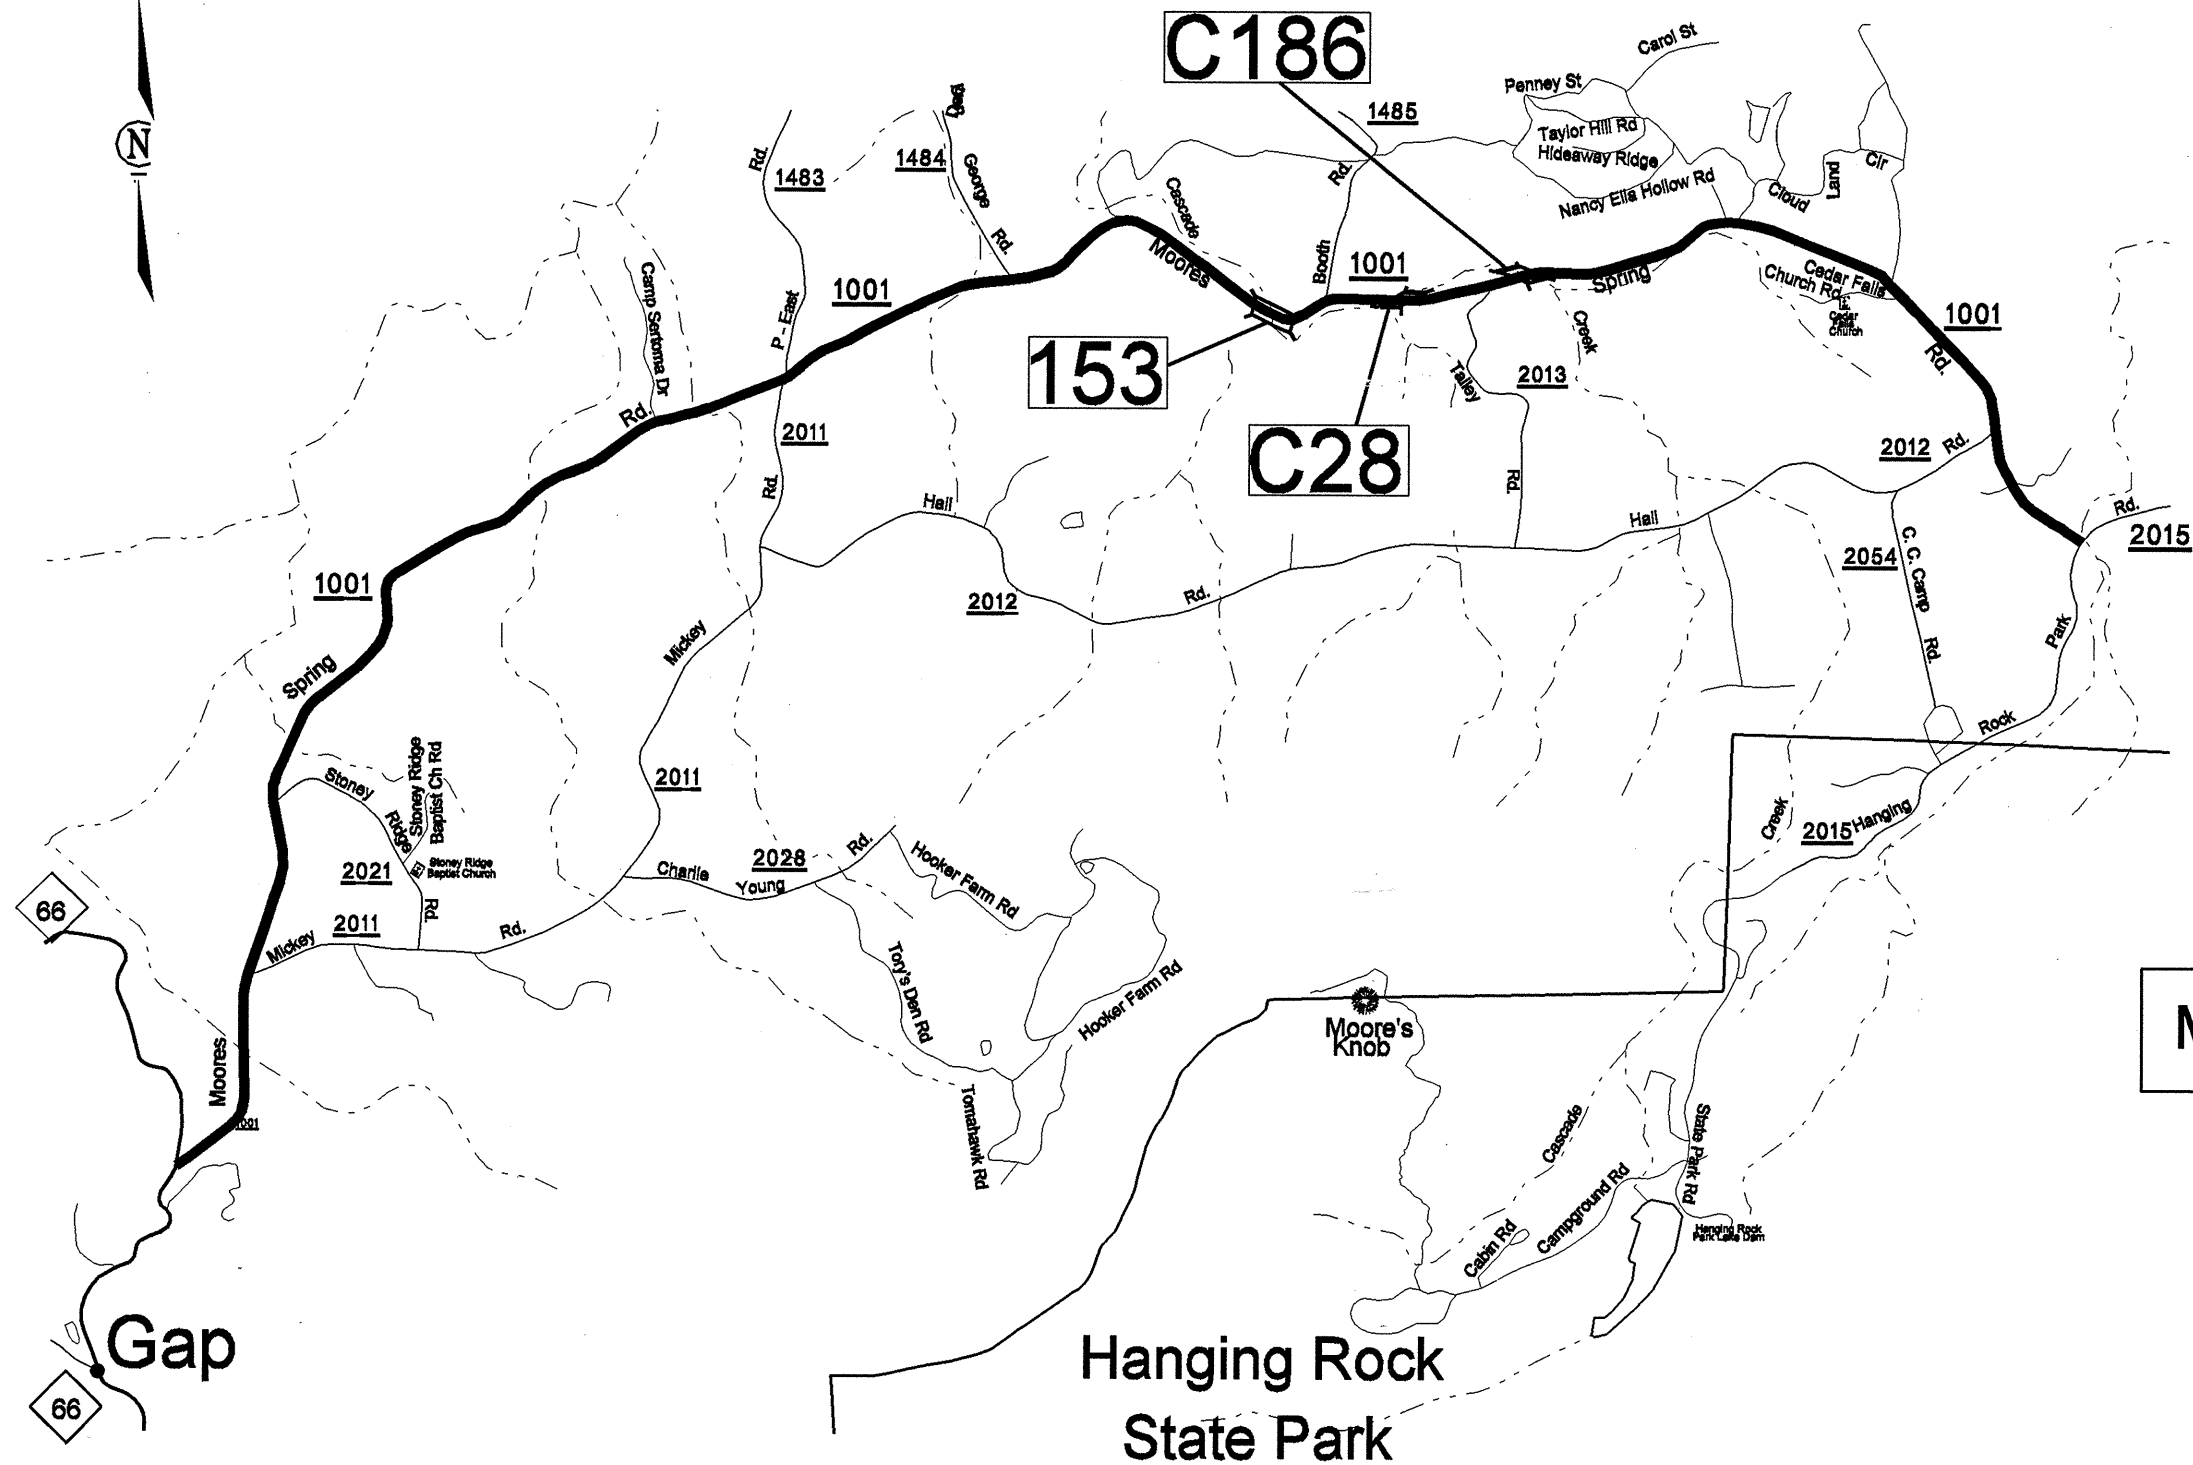 C186
Carol St
Penney St
1485
Taylor Hill Rd
Hideaway Ridge
Nancy Ella Hollow Rd
Cloud
Land
Cir
N
Rd.
1483
1484
George
Rd.
Cascade
Rd.
Booth
1001
Moores
Spring
Cedar Falls
Church Rd
Cedar
Falls
Church
1001
Rd.
Camp Sertoma Dr
P - East
1001
153
C28
Creek
Talley
2013
Rd.
Rd.
2011
Rd.
Hall
2012
Rd.
Hall
2012
Rd.
2054
C. C. Camp
Rd.
Rd.
2015
Park
Rock
1001
Spring
Mickey
2011
Stoney
Ridge
Stoney Ridge
Baptist Ch Rd
Stoney Ridge
Baptist Church
2021
Rd.
2011
Mickey
Rd.
Charlie
2028
Young
Rd.
Hooker Farm Rd
Tory's Den Rd
Hooker Farm Rd
Tomahawk Rd
Creek
2015
Hanging
66
Moores
Moore's
Knob
M
Cascade
State Park Rd
Campground Rd
Cabin Rd
Hanging Rock
Park Lake Dam
Gap
66
Hanging Rock
State Park